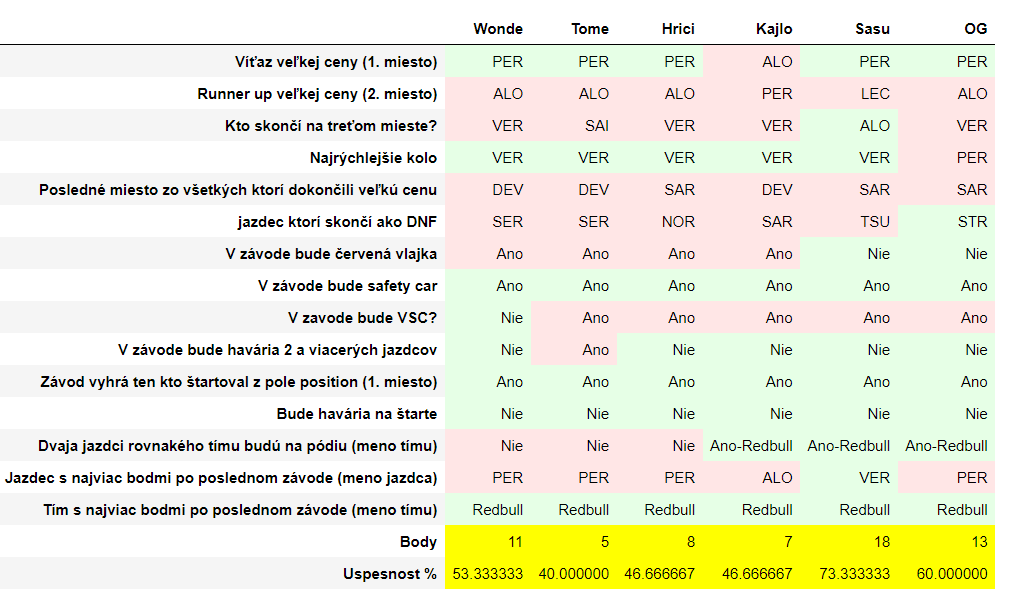 Wonde Tome Hrici Kajlo Sasu OG
Víťaz veľkej ceny (1. miesto) PER PER PER ALO PER PER
Runner up veľkej ceny (2. miesto) ALO ALO ALO PER LEC ALO
Kto skončí na treťom mieste? VER SAI VER VER ALO VER
Najrýchlejšie kolo VER VER VER VER VER PER
Posledné miesto zo všetkých ktorí dokončili veľkú cenu DEV DEV SAR DEV SAR SAR
jazdec ktorí skončí ako DNF SER SER NOR SAR TSU STR
V závode bude červená vlajka Ano Ano Ano Ano Nie Nie
V závode bude safety car Ano Ano Ano Ano Ano Ano
V zavode bude VSC? Nie Ano Ano Ano Ano Ano
V závode bude havária 2 a viacerých jazdcov Nie Ano Nie Nie Nie Nie
Závod vyhrá ten kto štartoval z pole position (1. miesto) Ano Ano Ano Ano Ano Ano
Bude havária na štarte Nie Nie Nie Nie Nie Nie
Dvaja jazdci rovnakého tímu budú na pódiu (meno tímu) Nie Nie Nie Ano-Redbull Ano-Redbull Ano-Redbull
Jazdec s najviac bodmi po poslednom závode (meno jazdca) PER PER PER ALO VER PER
Tím s najviac bodmi po poslednom závode (meno tímu) Redbull Redbull Redbull Redbull Redbull Redbull
Body 11 5 8 7 18 13
Uspesnost % 53.333333 40.000000 46.666667 46.666667 73.333333 60.000000